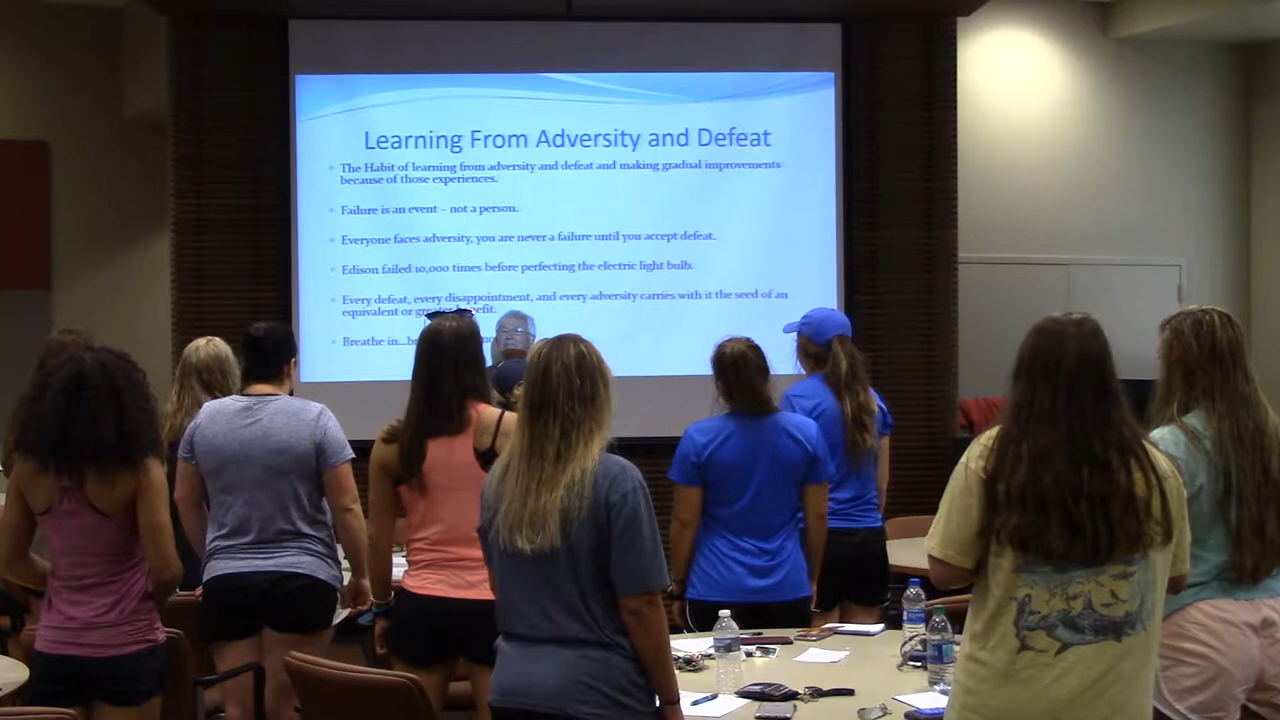 Learning From Adversity and Defeat
The Habit of learning from adversity and defeat and making gradual improvements
because of those experiences.
Failure is an event – not a person.
Everyone faces adversity, you are never a failure until you accept defeat.
Edison failed 10,000 times before perfecting the electric light bulb.
Every defeat, every disappointment, and every adversity carries with it the seed of an
equivalent or greater benefit.
Breathe in...